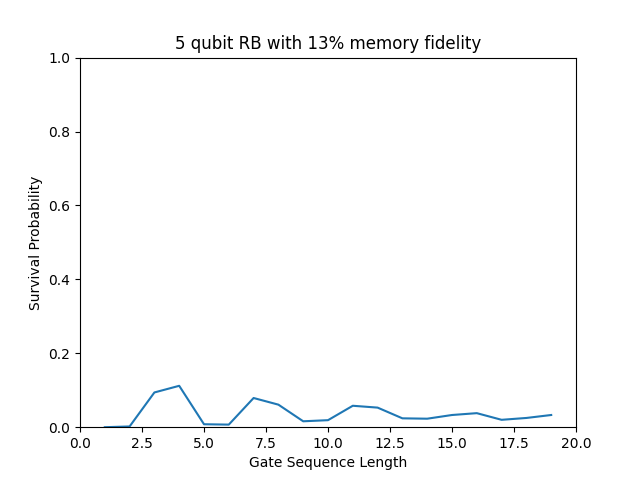 5 qubit RB with 13% memory fidelity
1.0
0.8
0.6
0.4
0.2
0.0
Survival Probability
0.0 2.5 5.0 7.5 10.0 12.5 15.0 17.5 20.0
Gate Sequence Length